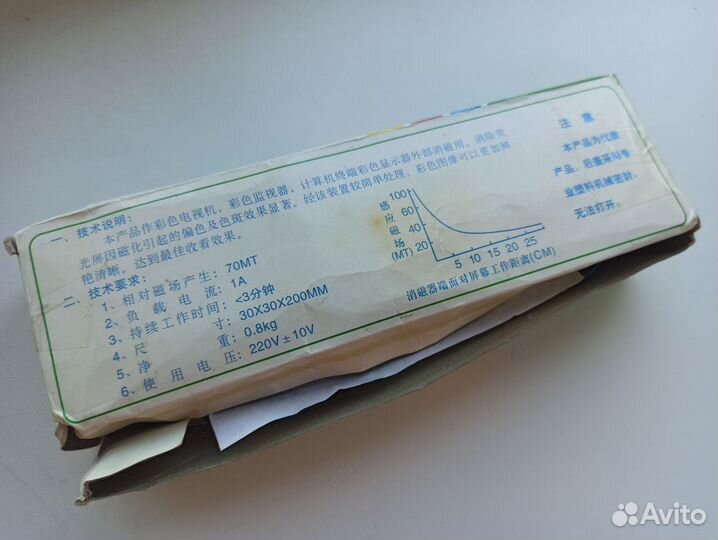 一、技术说明：
本产品作彩色电视机，彩色监视器，计算机终端彩色显示器外部消磁用。消除荧
光屏因磁化引起的偏色及色斑效果显著。经该装置较简单处理，彩色图像可以更加鲜
艳清晰。达到最佳收看效果。
二、技术要求：
1、相对磁场产生：70MT
2、负载电流：1A
3、持续工作时间：<3分钟
4、尺寸：30X30X200MM
5、净重：0.8kg
6、使用电压：220V±10V
感应磁场(MT)
100
60
40
20
5 10 15 20 25
消磁器端面对屏幕工作距离(CM)
注意
本产品为代泄
产品，后盖采用专
业塑料机械密封，
无法打开。
Avito